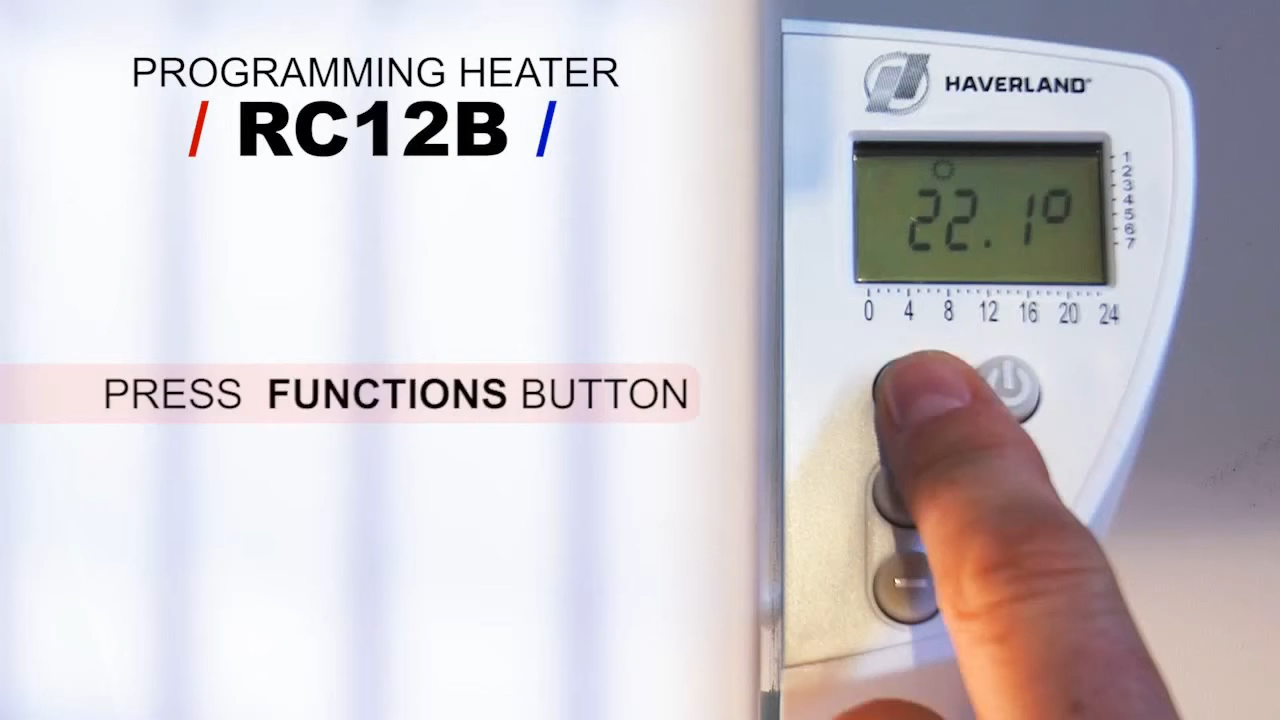 PROGRAMMING HEATER
/ RC12B /
HAVERLAND
22.1°
1
2
3
4
5
6
7
0 4 8 12 16 20 24
PRESS FUNCTIONS BUTTON